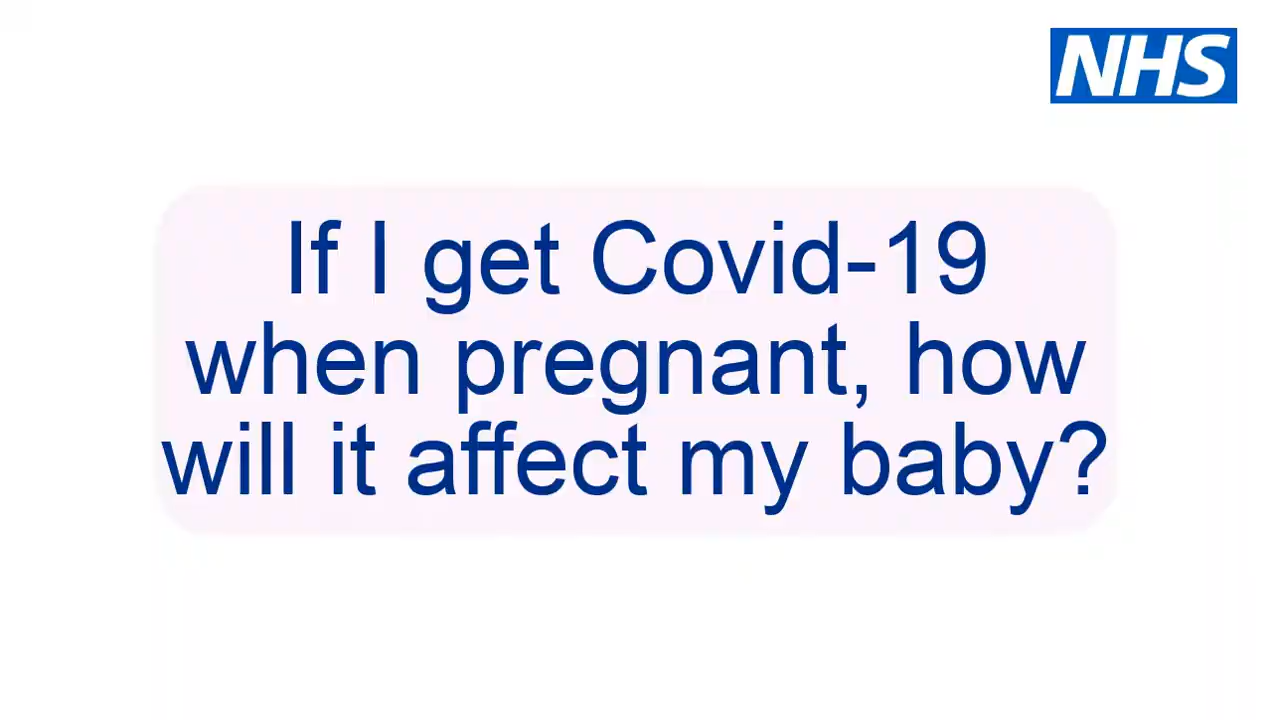 NHS
If I get Covid-19
when pregnant, how
will it affect my baby?